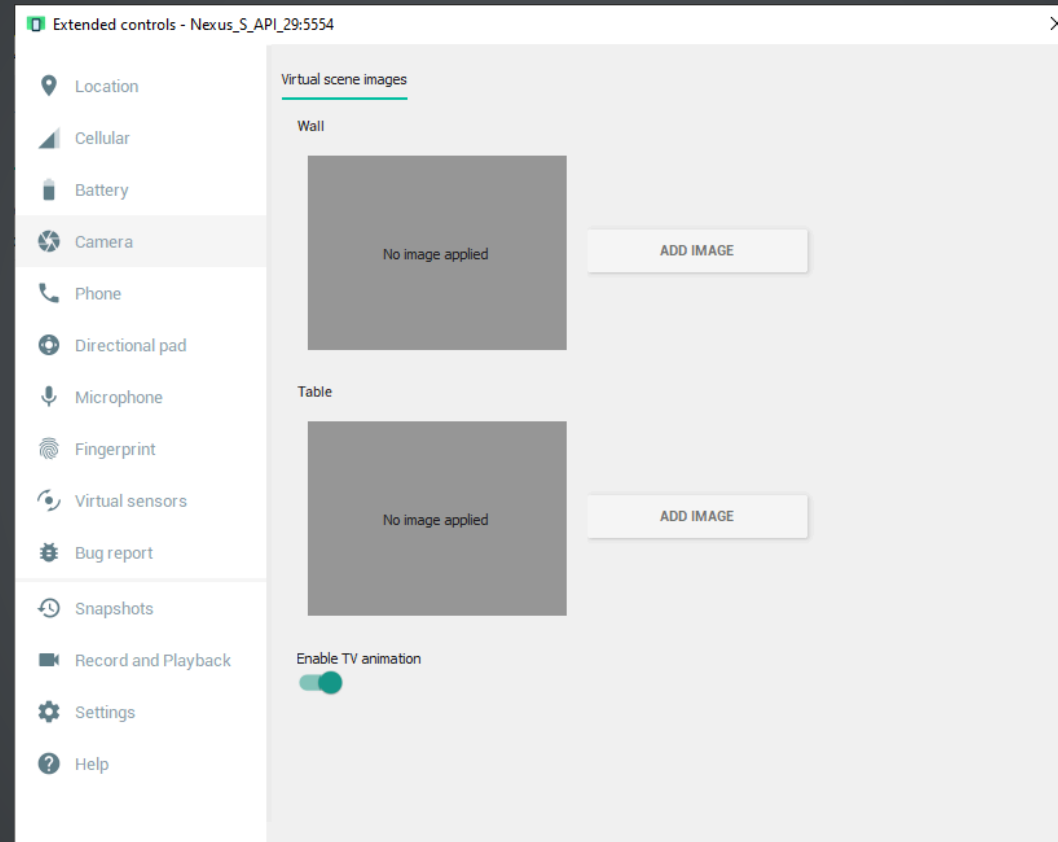 Extended controls - Nexus_S_API_29:5554
Location
Cellular
Battery
Camera
Phone
Directional pad
Microphone
Fingerprint
Virtual sensors
Bug report
Snapshots
Record and Playback
Settings
Help
Virtual scene images
Wall
No image applied
ADD IMAGE
Table
No image applied
ADD IMAGE
Enable TV animation